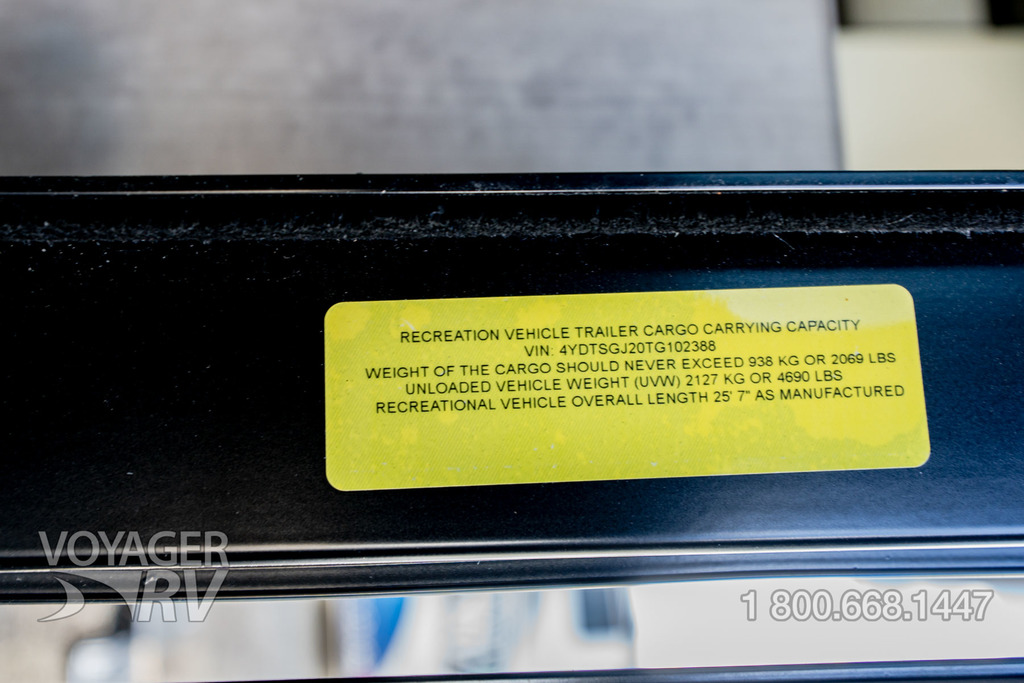 RECREATION VEHICLE TRAILER CARGO CARRYING CAPACITY
VIN: 4YDTSGJ20TG102388
WEIGHT OF THE CARGO SHOULD NEVER EXCEED 938 KG OR 2069 LBS
UNLOADED VEHICLE WEIGHT (UVW) 2127 KG OR 4690 LBS
RECREATIONAL VEHICLE OVERALL LENGTH 25' 7" AS MANUFACTURED
VOYAGER
RV
1 800.668.1447